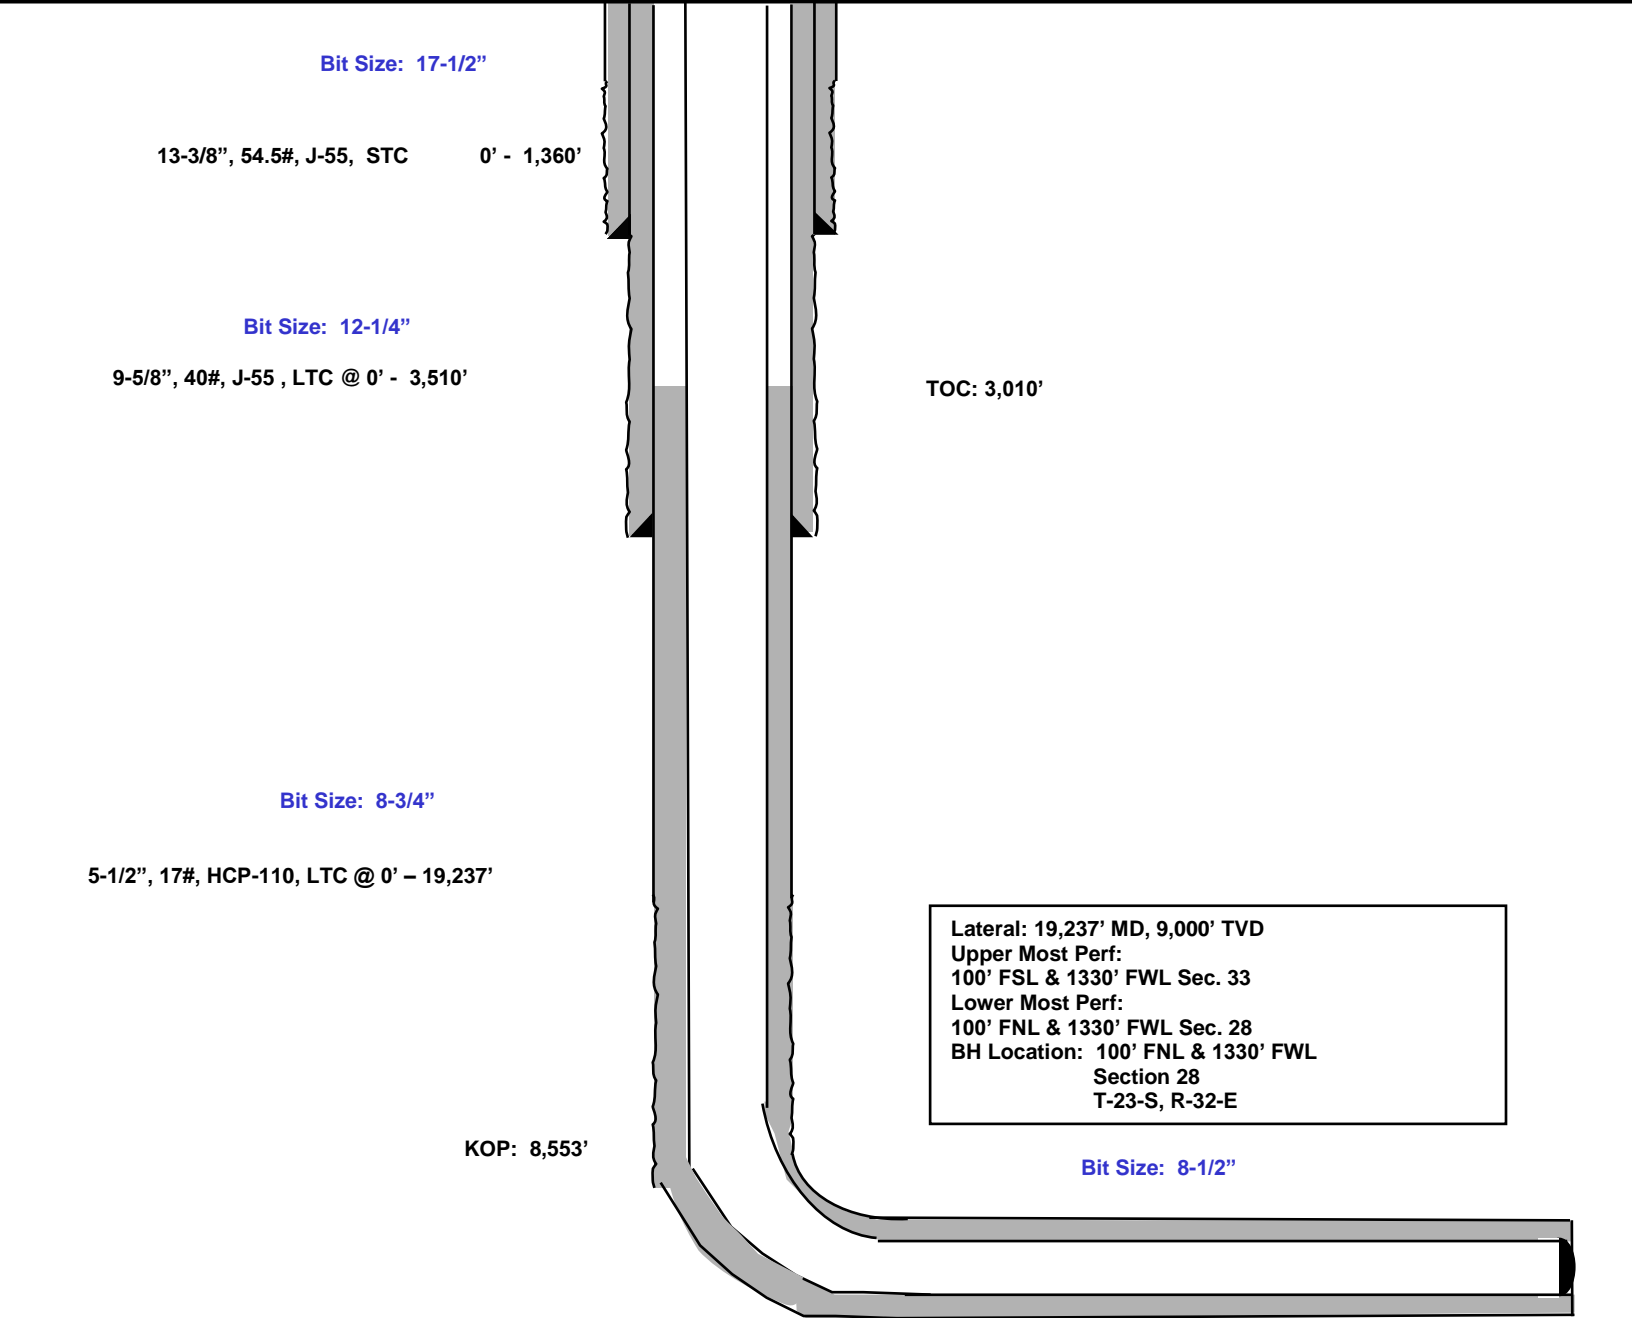 Bit Size: 17-1/2”
13-3/8”, 54.5#, J-55, STC 0’ - 1,360’
Bit Size: 12-1/4”
9-5/8”, 40#, J-55 , LTC @ 0’ - 3,510’
TOC: 3,010’
Bit Size: 8-3/4”
5-1/2”, 17#, HCP-110, LTC @ 0’ – 19,237’
Lateral: 19,237’ MD, 9,000’ TVD
Upper Most Perf:
100’ FSL & 1330’ FWL Sec. 33
Lower Most Perf:
100’ FNL & 1330’ FWL Sec. 28
BH Location: 100’ FNL & 1330’ FWL
Section 28
T-23-S, R-32-E
KOP: 8,553’
Bit Size: 8-1/2”